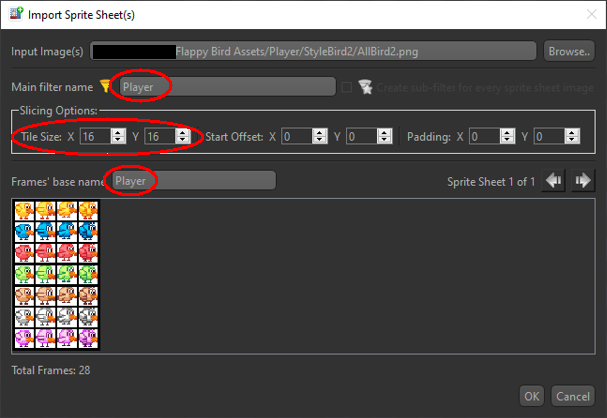 Import Sprite Sheet(s)
Input Image(s) Flappy Bird Assets/Player/StyleBird2/AllBird2.png Browse..
Main filter name Player Create sub-filter for every sprite sheet image
Slicing Options:
Tile Size: X 16 Y 16 Start Offset: X 0 Y 0 Padding: X 0 Y 0
Frames' base name Player Sprite Sheet 1 of 1
Total Frames: 28
OK Cancel